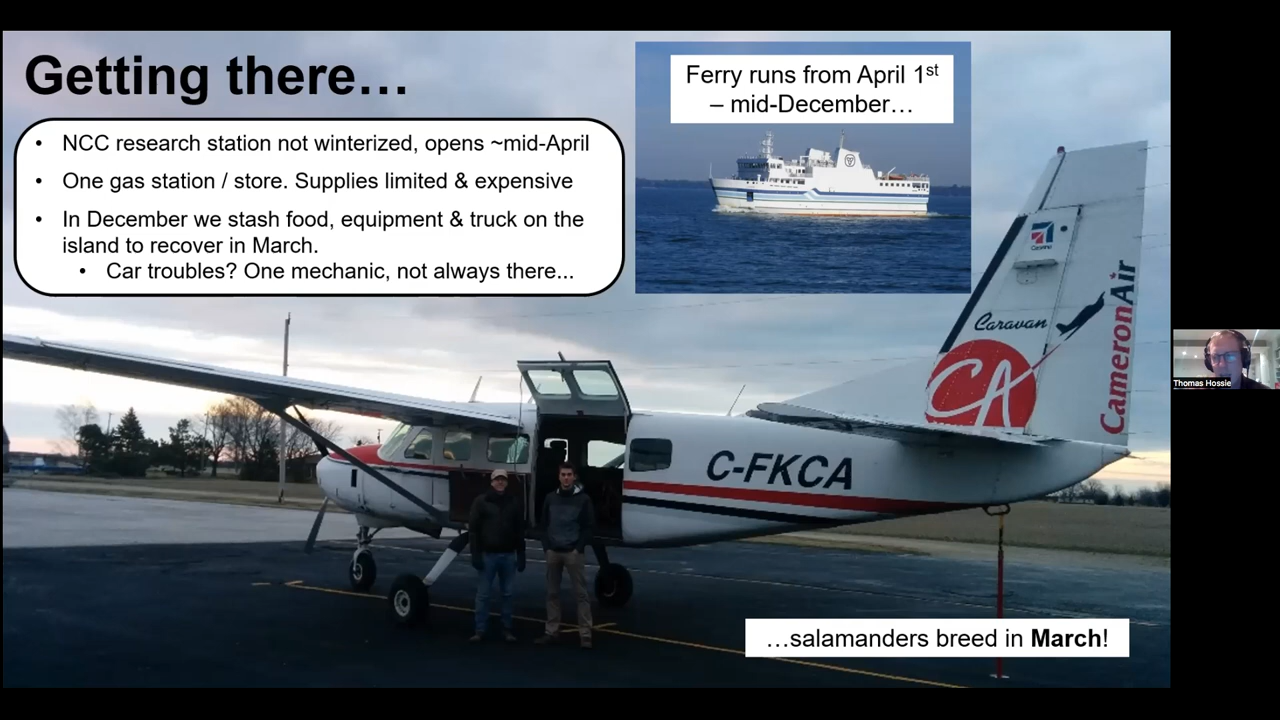 Getting there…
Ferry runs from April 1st
– mid-December…
• NCC research station not winterized, opens ~mid-April
• One gas station / store. Supplies limited & expensive
• In December we stash food, equipment & truck on the
island to recover in March.
• Car troubles? One mechanic, not always there...
Caravan
CA
CameronAir
C-FKCA
Thomas Hossie
…salamanders breed in March!